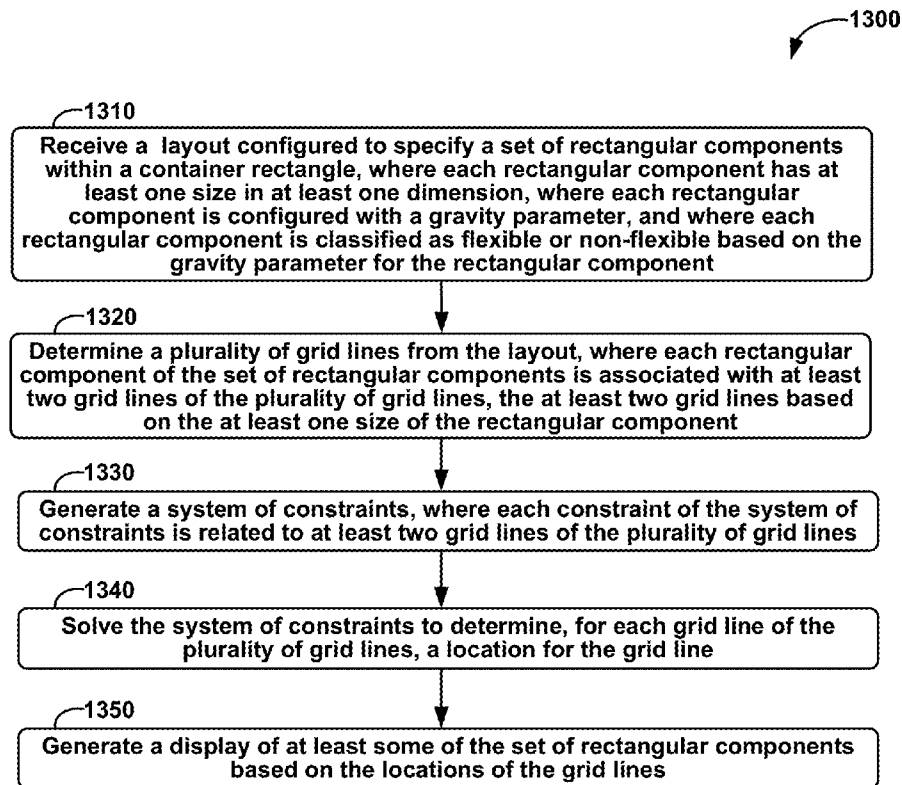 1300
1310
Receive a layout configured to specify a set of rectangular components
within a container rectangle, where each rectangular component has at
least one size in at least one dimension, where each rectangular
component is configured with a gravity parameter, and where each
rectangular component is classified as flexible or non-flexible based on the
gravity parameter for the rectangular component
1320
Determine a plurality of grid lines from the layout, where each rectangular
component of the set of rectangular components is associated with at least
two grid lines of the plurality of grid lines, the at least two grid lines based
on the at least one size of the rectangular component
1330
Generate a system of constraints, where each constraint of the system of
constraints is related to at least two grid lines of the plurality of grid lines
1340
Solve the system of constraints to determine, for each grid line of the
plurality of grid lines, a location for the grid line
1350
Generate a display of at least some of the set of rectangular components
based on the locations of the grid lines